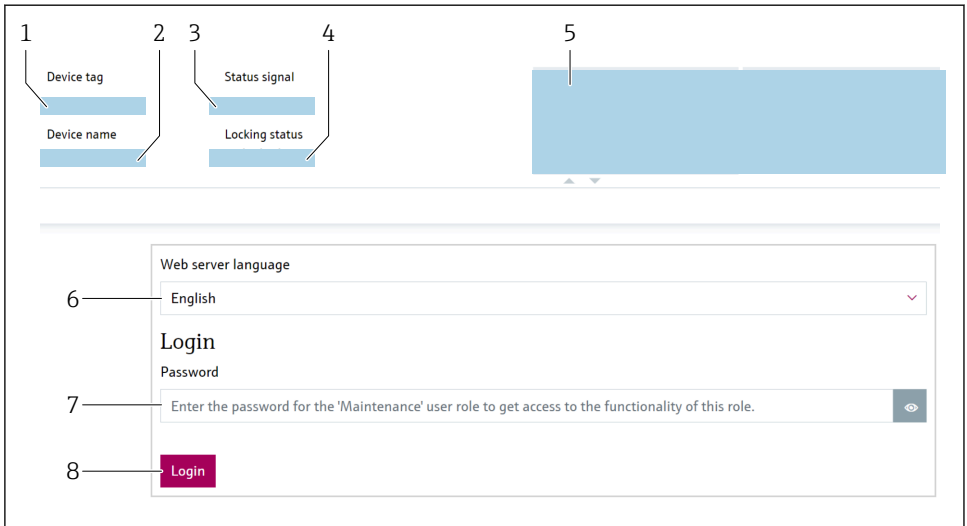 1 2 3 4 5
Device tag Status signal
Device name Locking status
Web server language
6 English
Login
Password
7 Enter the password for the 'Maintenance' user role to get access to the functionality of this role.
8 Login